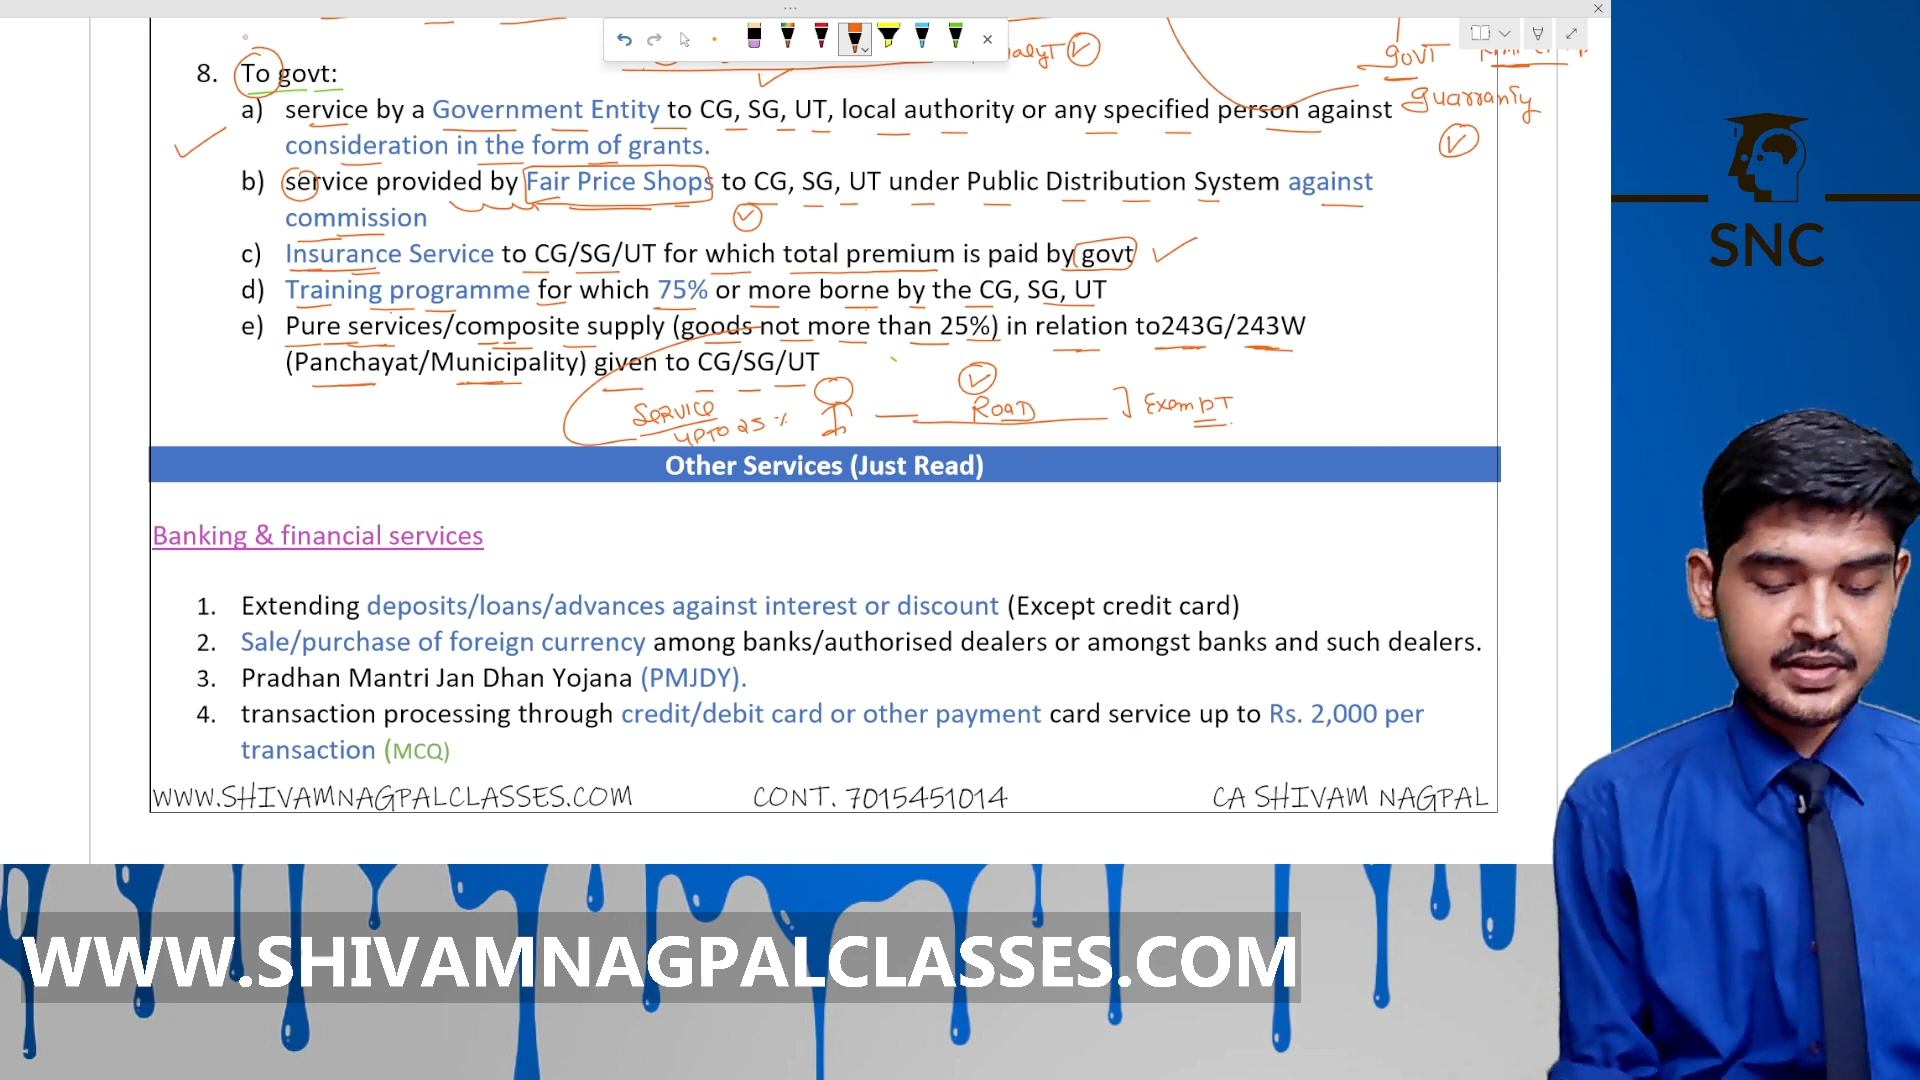 govT
guarranty
8. To govt:
a) service by a Government Entity to CG, SG, UT, local authority or any specified person against
consideration in the form of grants.
b) service provided by Fair Price Shops to CG, SG, UT under Public Distribution System against
commission
c) Insurance Service to CG/SG/UT for which total premium is paid by govt
d) Training programme for which 75% or more borne by the CG, SG, UT
e) Pure services/composite supply (goods not more than 25%) in relation to243G/243W
(Panchayat/Municipality) given to CG/SG/UT
Service
upto 25 %
Road
Exempt
Other Services (Just Read)
Banking & financial services
1. Extending deposits/loans/advances against interest or discount (Except credit card)
2. Sale/purchase of foreign currency among banks/authorised dealers or amongst banks and such dealers.
3. Pradhan Mantri Jan Dhan Yojana (PMJDY).
4. transaction processing through credit/debit card or other payment card service up to Rs. 2,000 per
transaction (MCQ)
WWW.SHIVAMNAGPALCLASSES.COM CONT. 7015451014 CA SHIVAM NAGPAL
SNC
WWW.SHIVAMNAGPALCLASSES.COM